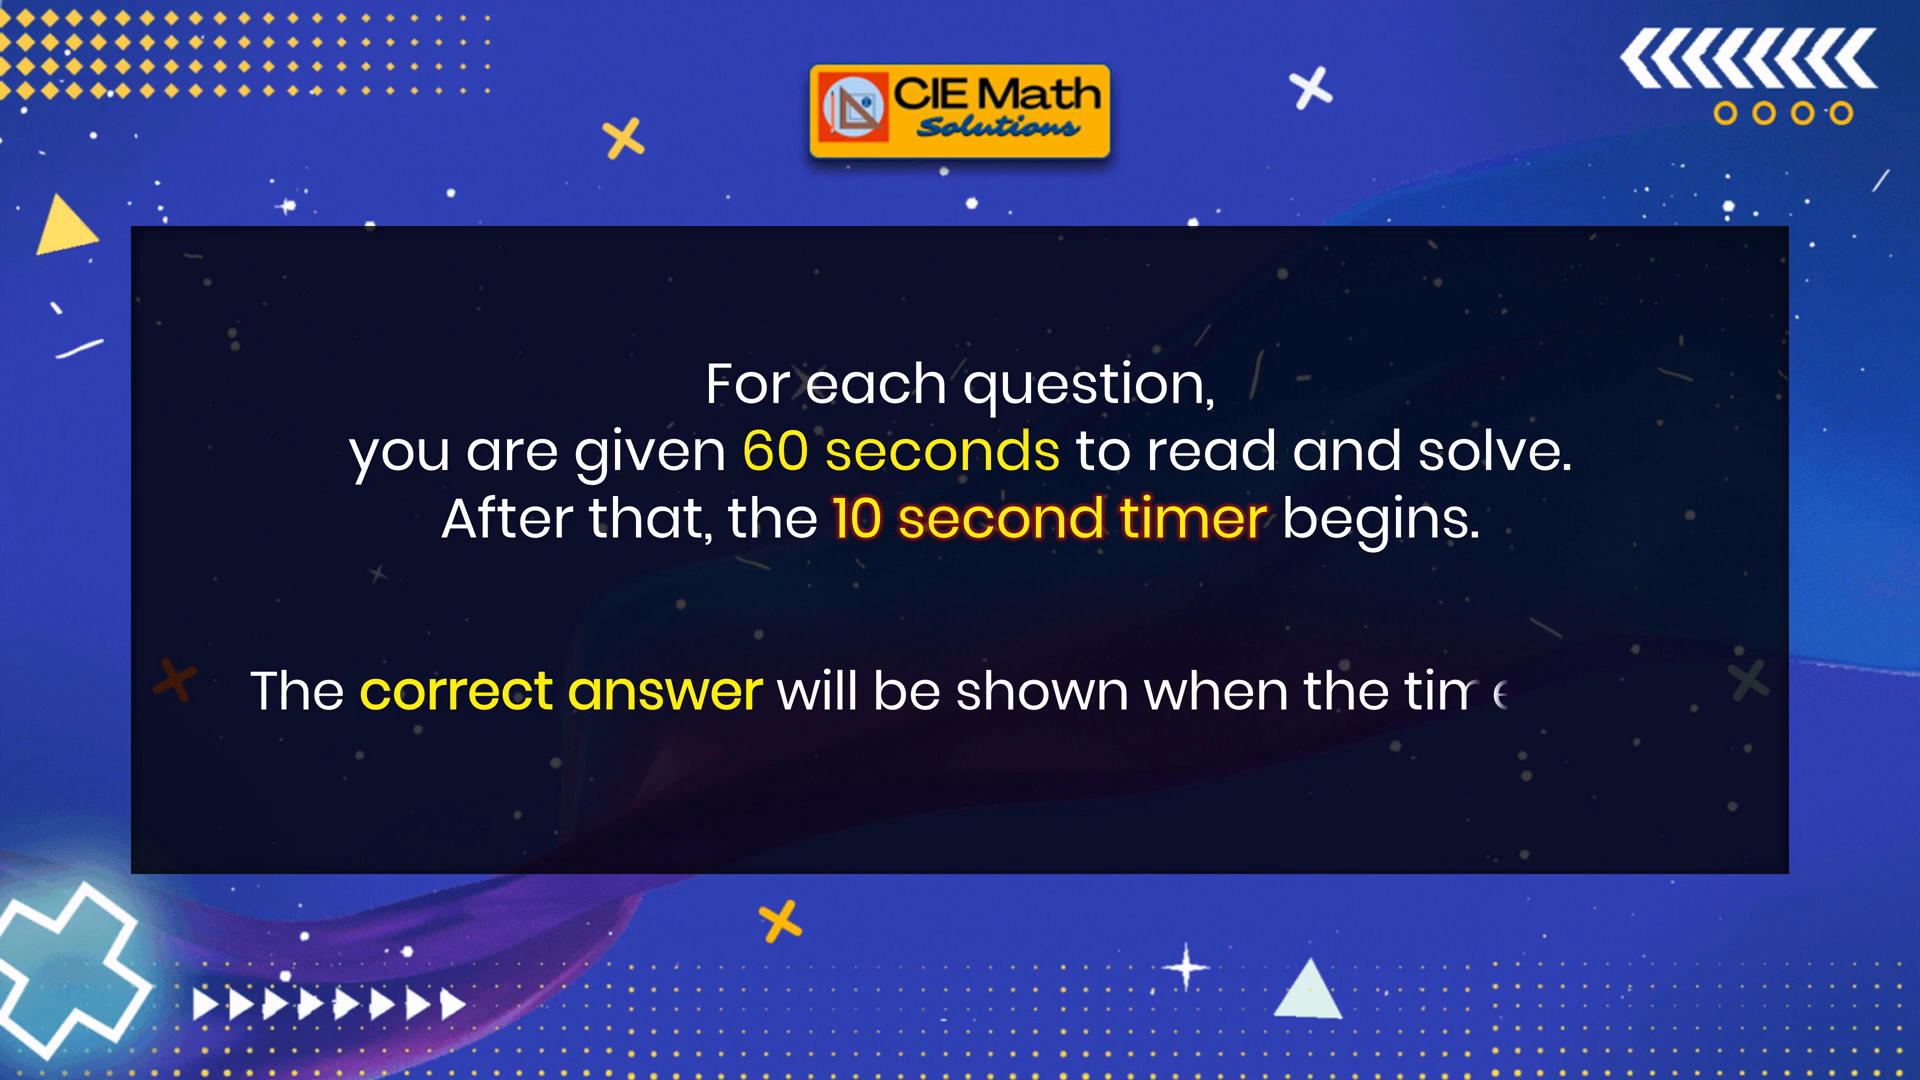 CIE Math
Solutions
For each question,
you are given 60 seconds to read and solve.
After that, the 10 second timer begins.
The correct answer will be shown when the